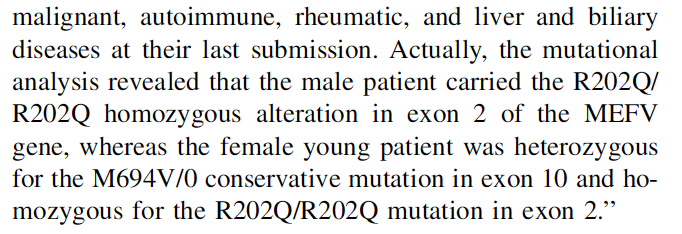 malignant, autoimmune, rheumatic, and liver and biliary
diseases at their last submission. Actually, the mutational
analysis revealed that the male patient carried the R202Q/
R202Q homozygous alteration in exon 2 of the MEFV
gene, whereas the female young patient was heterozygous
for the M694V/0 conservative mutation in exon 10 and ho-
mozygous for the R202Q/R202Q mutation in exon 2.”